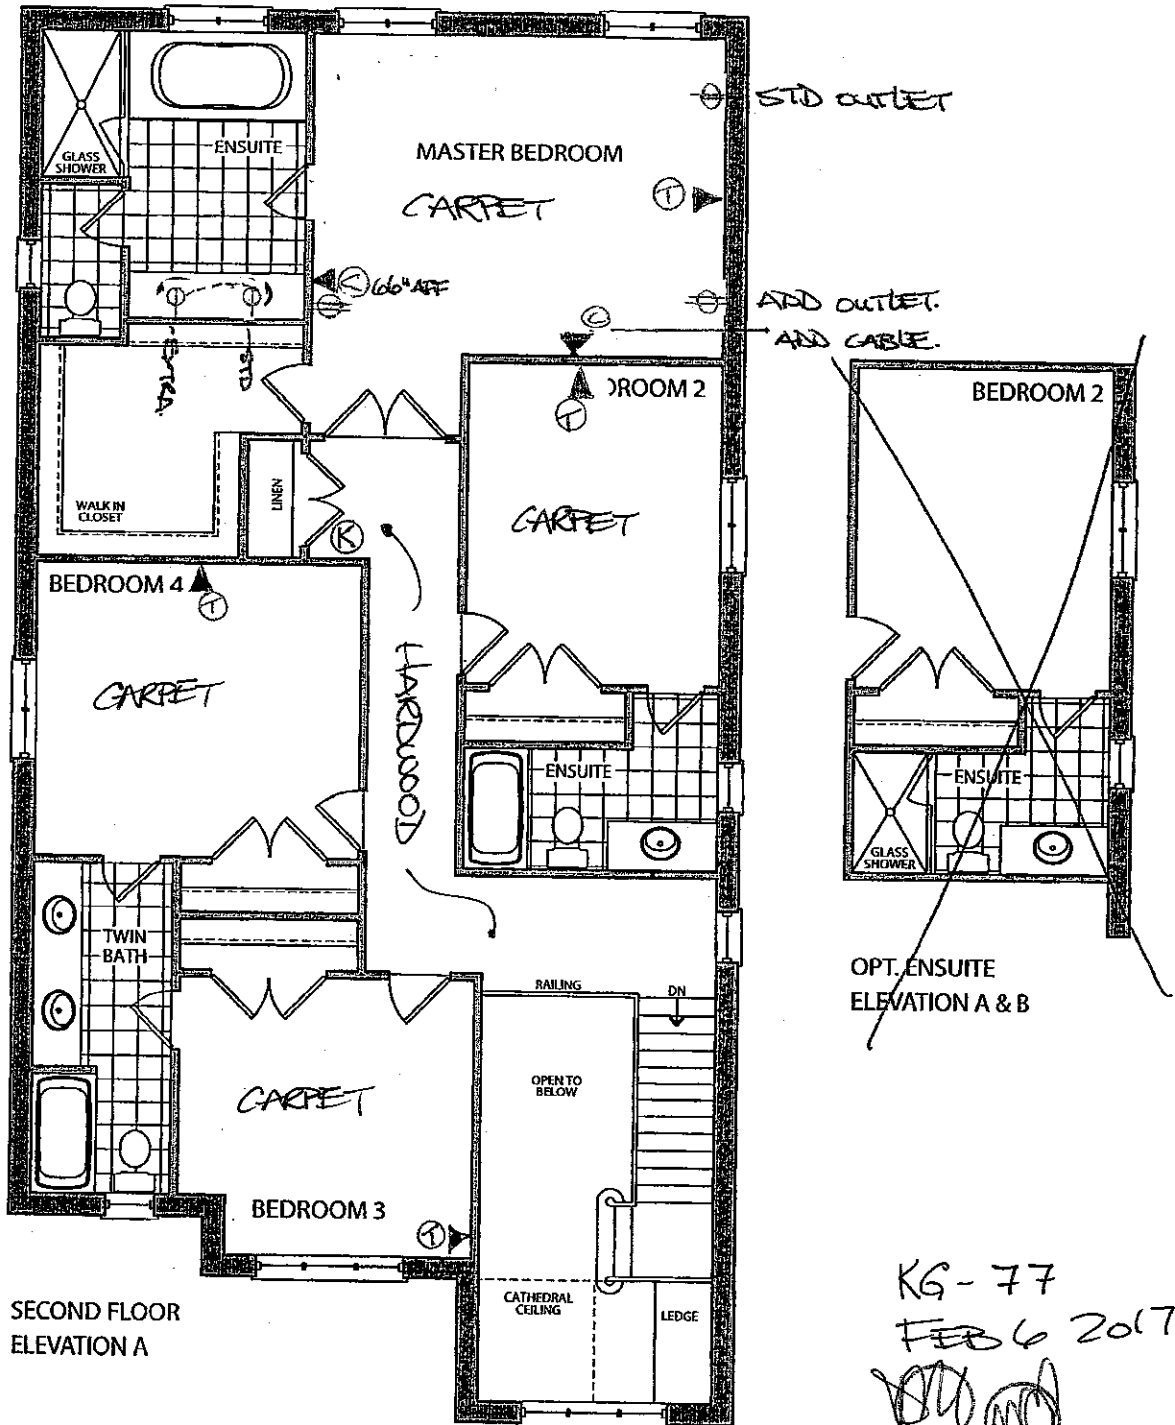 STD OUTLET
GLASS
SHOWER
ENSUITE
MASTER BEDROOM
CARPET
T
S 66" AFF
ADD OUTLET.
C
ADD CABLE.
EXTRA
STD
T
ROOM 2
BEDROOM 2
WALK IN
CLOSET
LINEN
K
CARPET
BEDROOM 4
T
CARPET
HARDWOOD
ENSUITE
ENSUITE
GLASS
SHOWER
TWIN
BATH
OPT. ENSUITE
ELEVATION A & B
RAILING
DN
OPEN TO
BELOW
CARPET
BEDROOM 3
T
CATHEDRAL
CEILING
LEDGE
SECOND FLOOR
ELEVATION A
KG-77
FEB 6 2017